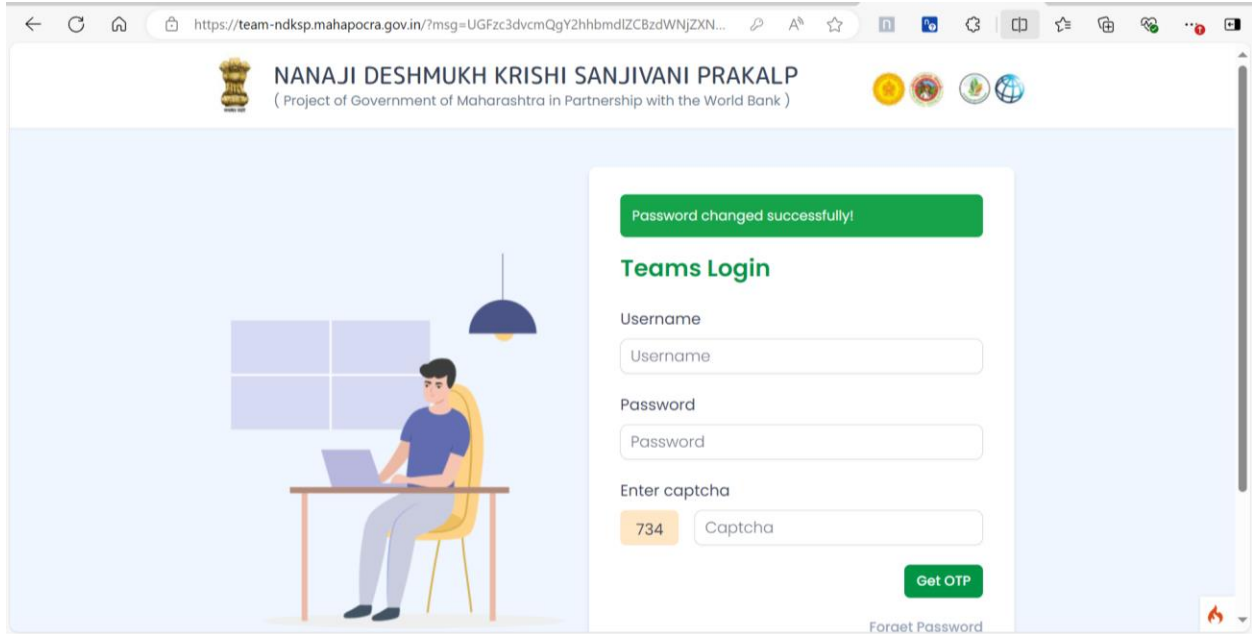 https://team-ndksp.mahapocra.gov.in/?msg=UGFzc3dvcmQgY2hhbmdlZCBzdWNjZXN...
NANAJI DESHMUKH KRISHI SANJIVANI PRAKALP
( Project of Government of Maharashtra in Partnership with the World Bank )
Password changed successfully!
Teams Login
Username
Username
Password
Password
Enter captcha
734 Captcha
Get OTP
Forget Password